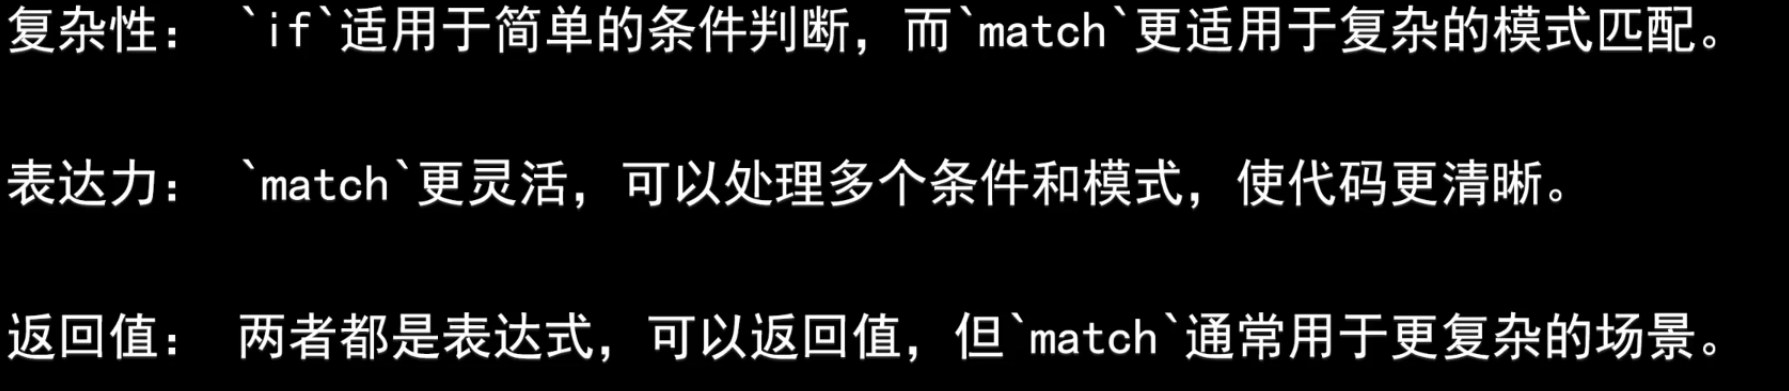 复杂性： `if`适用于简单的条件判断，而`match`更适用于复杂的模式匹配。
表达力： `match`更灵活，可以处理多个条件和模式，使代码更清晰。
返回值： 两者都是表达式，可以返回值，但`match`通常用于更复杂的场景。